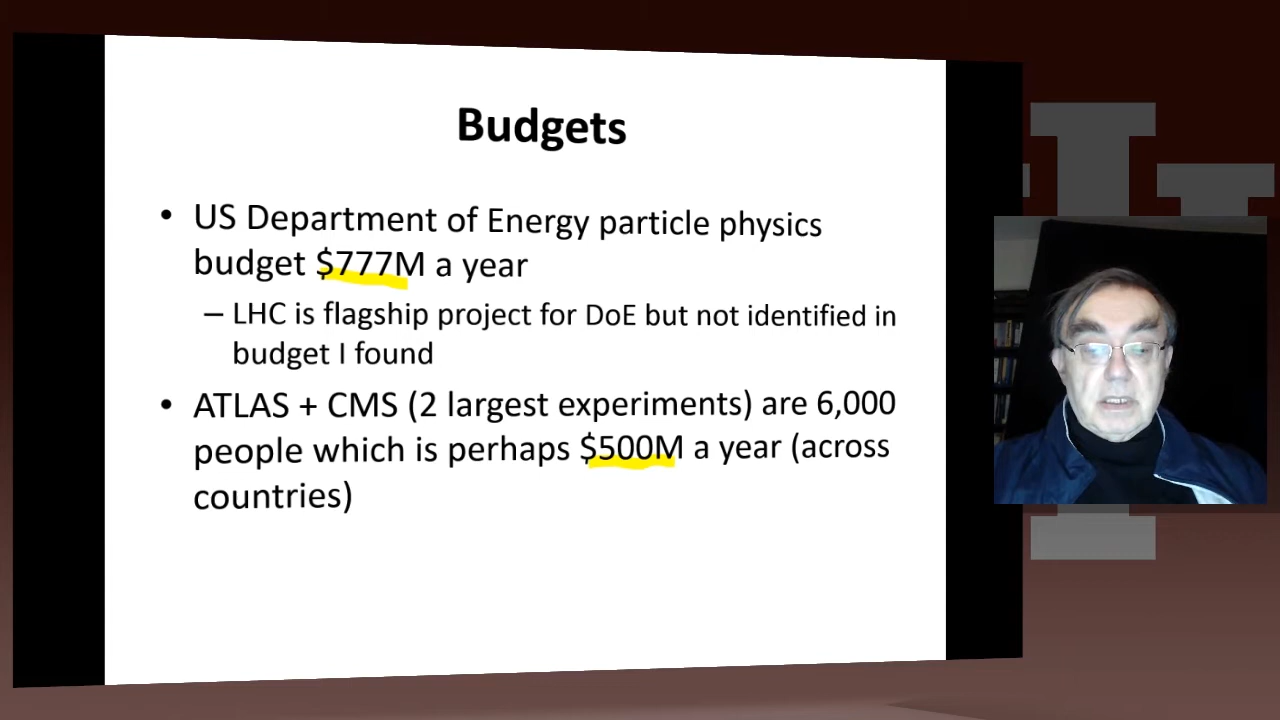 Budgets
• US Department of Energy particle physics
budget $777M a year
– LHC is flagship project for DoE but not identified in
budget I found
• ATLAS + CMS (2 largest experiments) are 6,000
people which is perhaps $500M a year (across
countries)